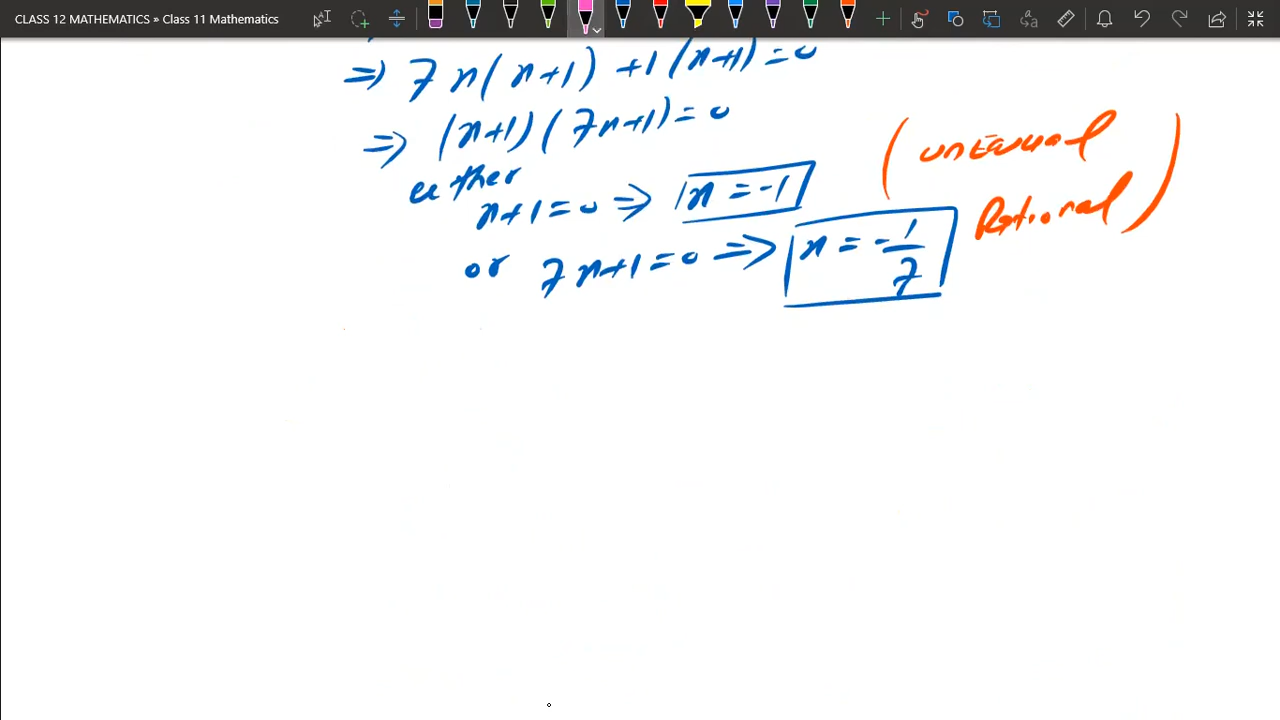 CLASS 12 MATHEMATICS » Class 11 Mathematics
=> 7x(x+1) +1(x+1)=0
=> (x+1)(7x+1)=0
either
x+1=0 => x=-1
(unequal
Rational)
or 7x+1=0 => x = -1/7